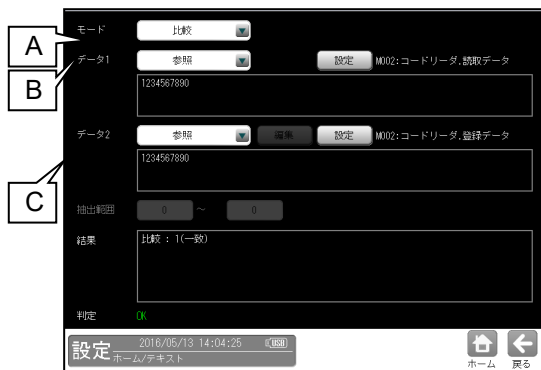 A
B
C
モード 比較
データ1 参照 設定 M002:コードリーダ,読取データ
1234567890
データ2 参照 編集 設定 M002:コードリーダ,登録データ
1234567890
抽出範囲 0 ～ 0
結果 比較 : 1(一致)
判定 OK
設定 2016/05/13 14:04:25 USB
ホーム/テキスト
ホーム 戻る